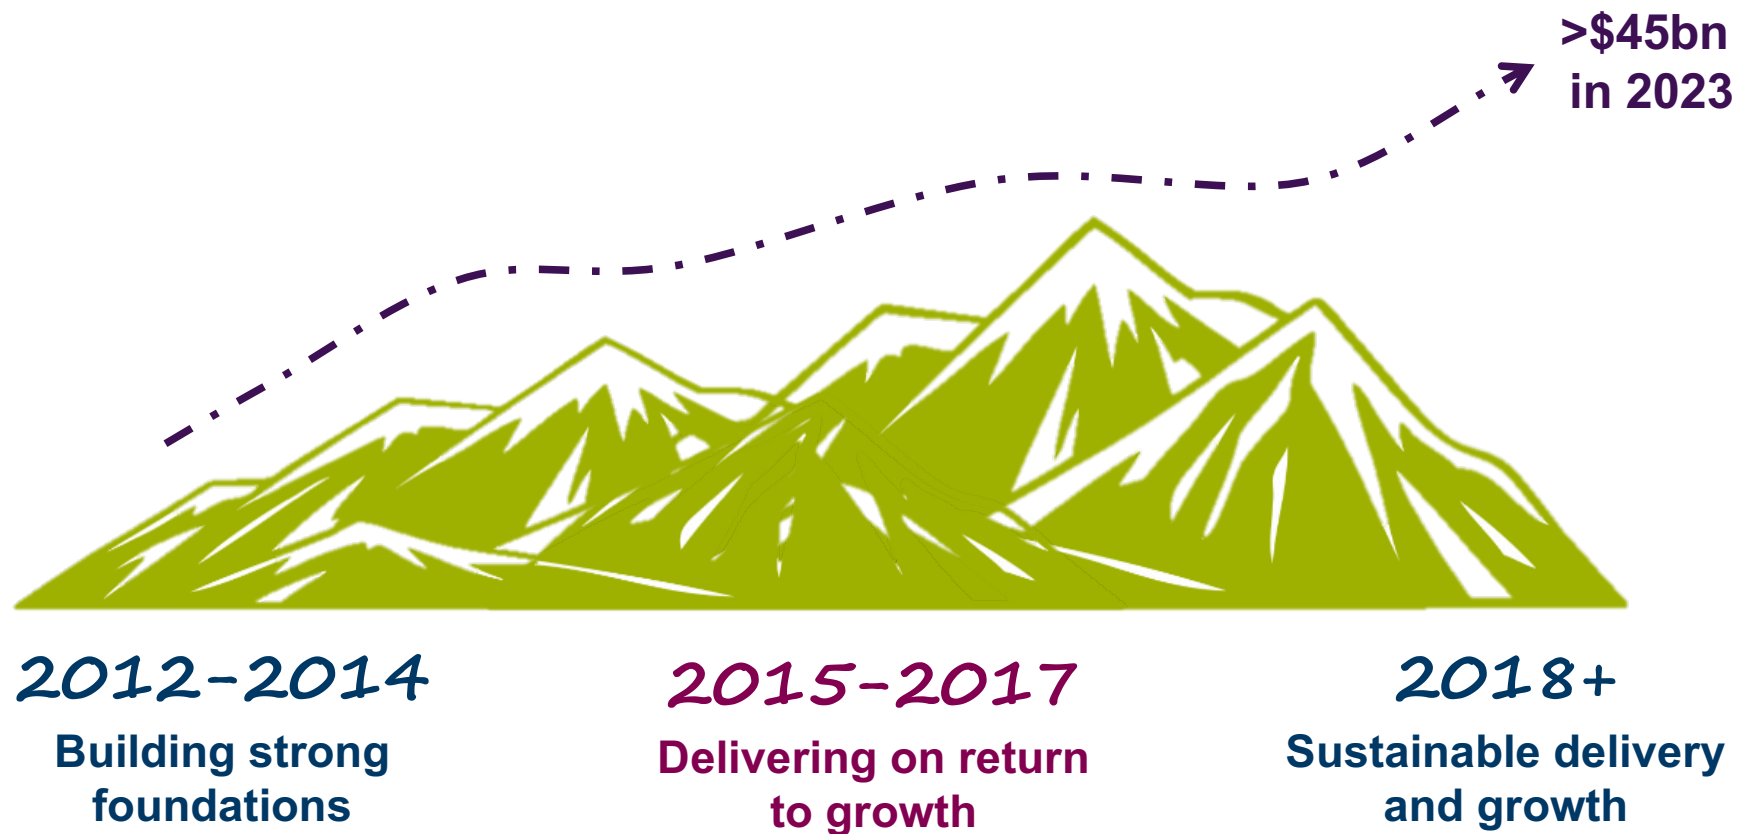 >$45bn
in 2023
2012-2014
Building strong
foundations
2015-2017
Delivering on return
to growth
2018+
Sustainable delivery
and growth